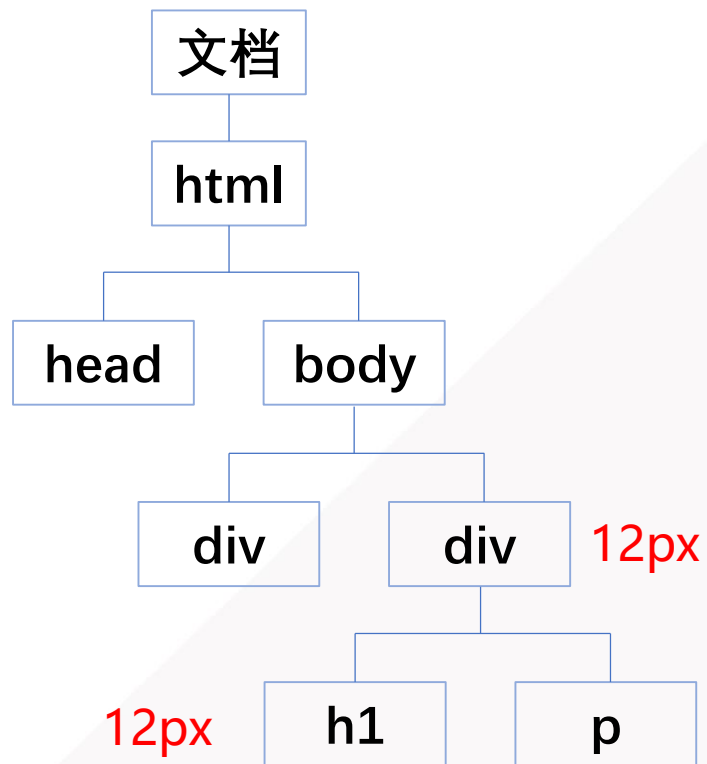 文档
html
head
body
div
div
12px
12px
h1
p